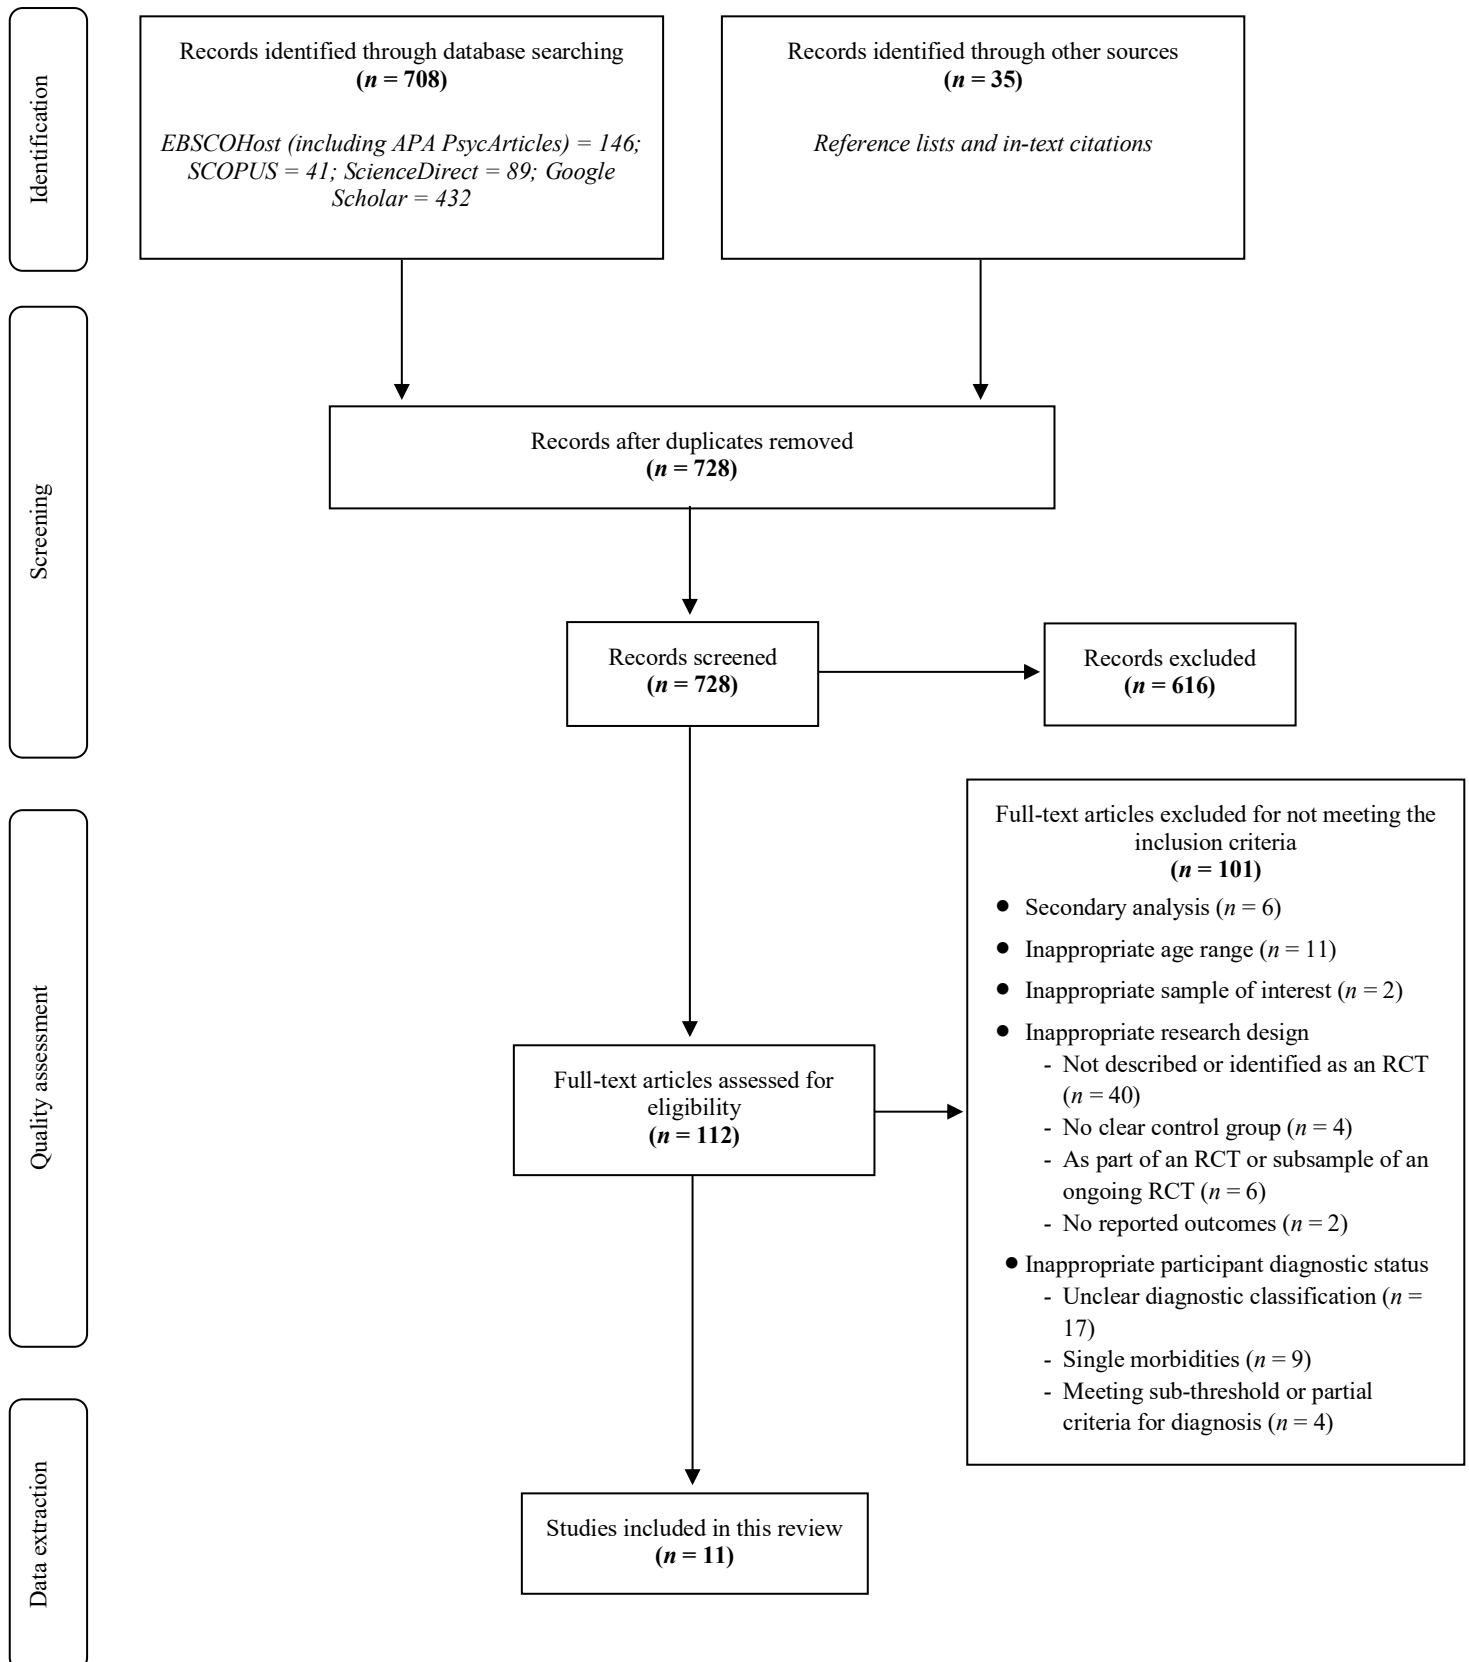 Identification
Records identified through database searching
(n = 708)
EBSCOHost (including APA PsycArticles) = 146;
SCOPUS = 41; ScienceDirect = 89; Google
Scholar = 432
Records identified through other sources
(n = 35)
Reference lists and in-text citations
Screening
Records after duplicates removed
(n = 728)
Records screened
(n = 728)
Records excluded
(n = 616)
Quality assessment
Full-text articles assessed for
eligibility
(n = 112)
Full-text articles excluded for not meeting the
inclusion criteria
(n = 101)
● Secondary analysis (n = 6)
● Inappropriate age range (n = 11)
● Inappropriate sample of interest (n = 2)
● Inappropriate research design
- Not described or identified as an RCT
(n = 40)
- No clear control group (n = 4)
- As part of an RCT or subsample of an
ongoing RCT (n = 6)
- No reported outcomes (n = 2)
● Inappropriate participant diagnostic status
- Unclear diagnostic classification (n =
17)
- Single morbidities (n = 9)
- Meeting sub-threshold or partial
criteria for diagnosis (n = 4)
Data extraction
Studies included in this review
(n = 11)